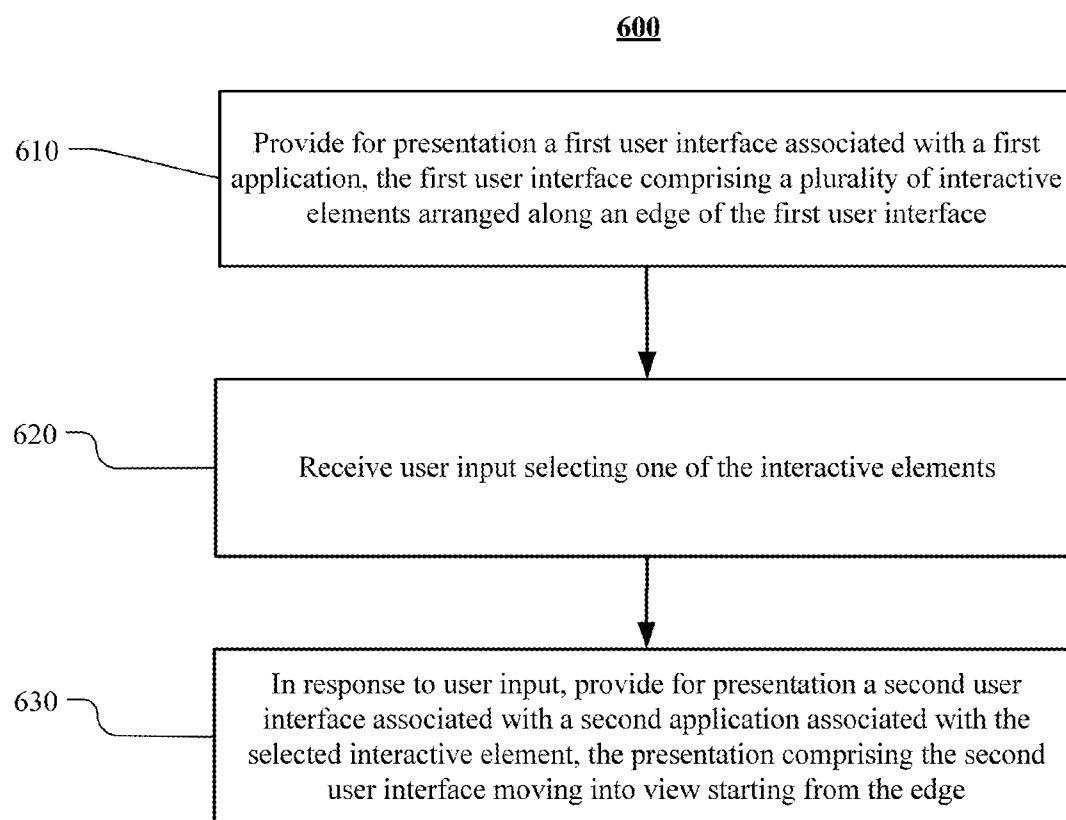 600
610
Provide for presentation a first user interface associated with a first
application, the first user interface comprising a plurality of interactive
elements arranged along an edge of the first user interface
620
Receive user input selecting one of the interactive elements
630
In response to user input, provide for presentation a second user
interface associated with a second application associated with the
selected interactive element, the presentation comprising the second
user interface moving into view starting from the edge